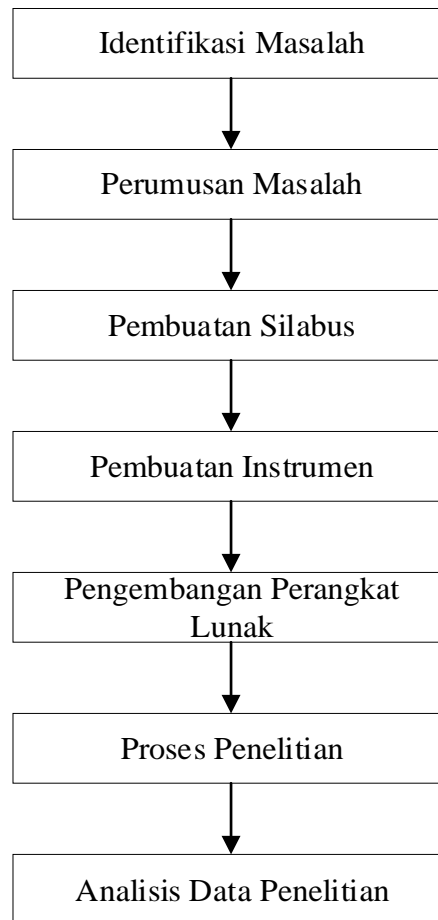 Identifikasi Masalah
Perumusan Masalah
Pembuatan Silabus
Pembuatan Instrumen
Pengembangan Perangkat
Lunak
Proses Penelitian
Analisis Data Penelitian